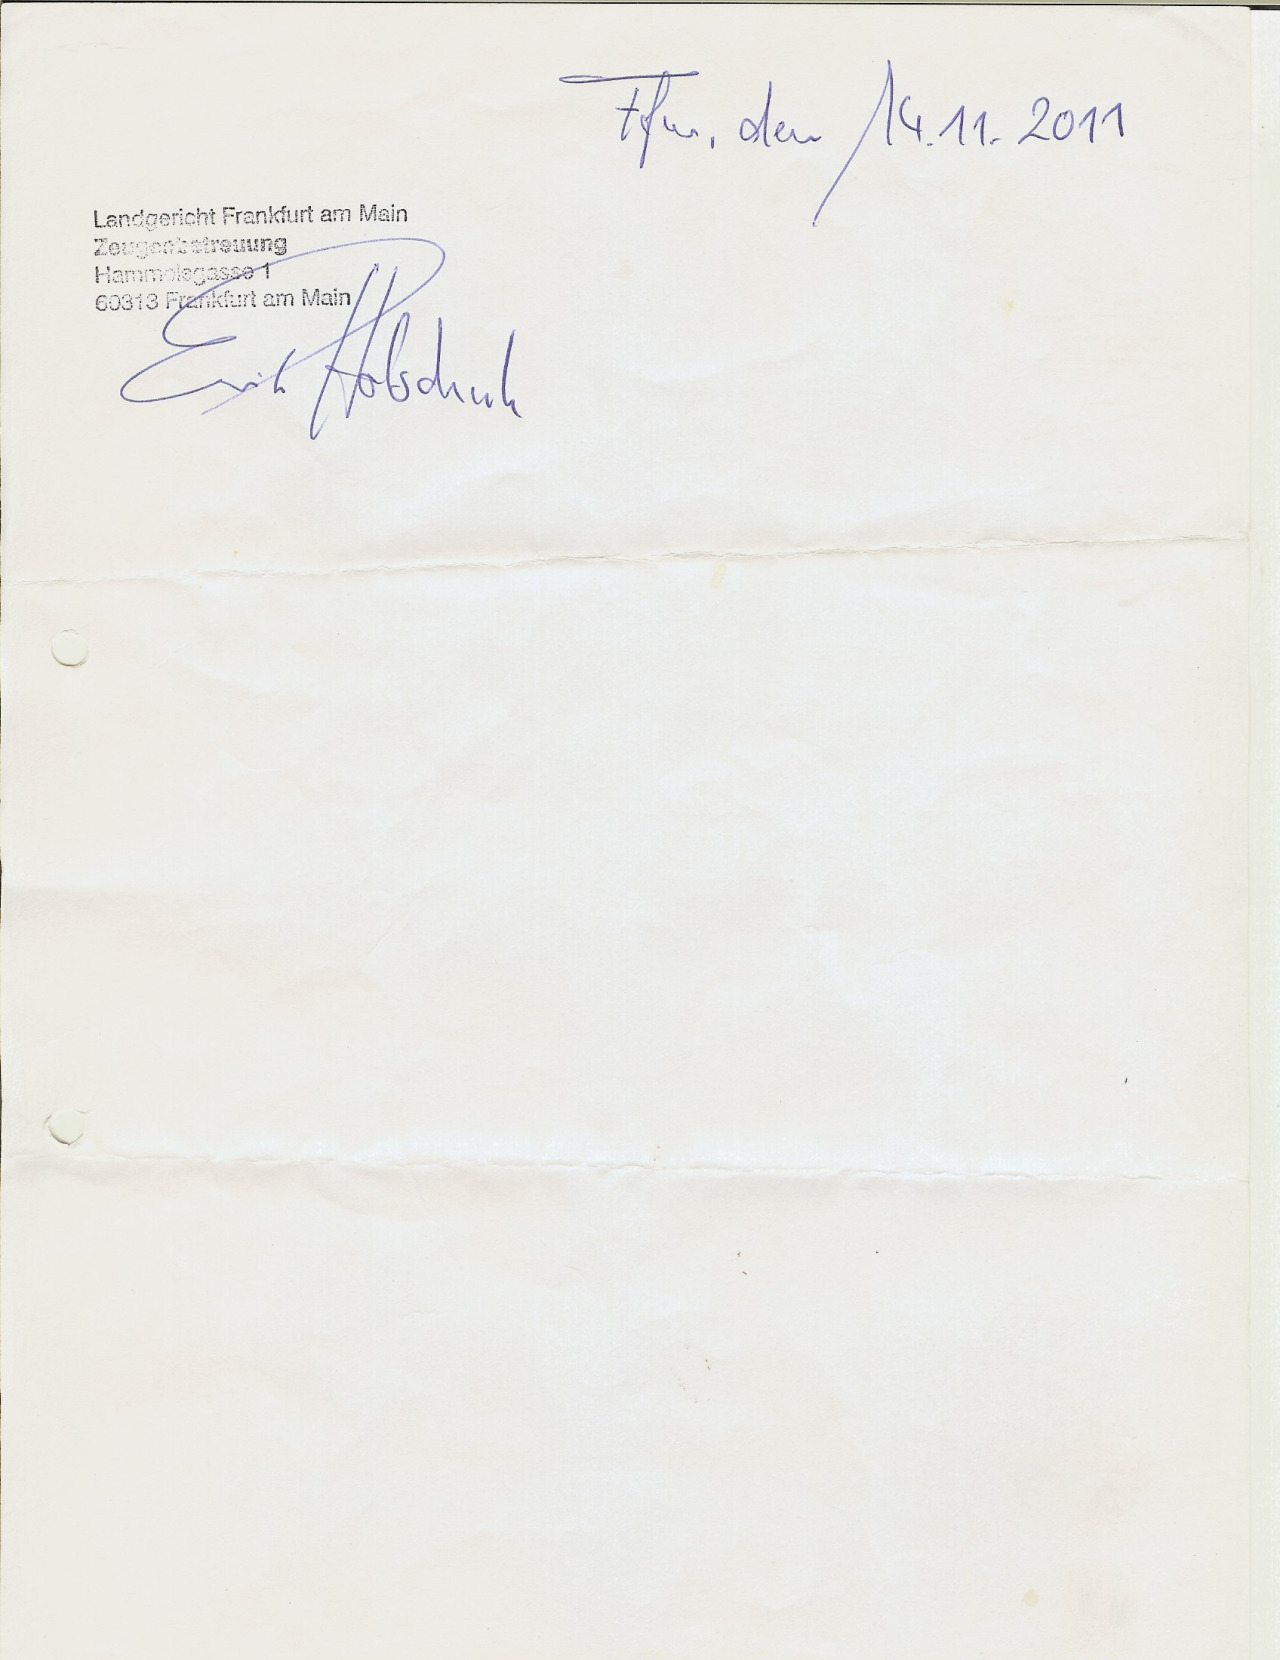 Ffm, den 14.11.2011
Landgericht Frankfurt am Main
Zeugenbetreuung
Hammelsgasse 1
60313 Frankfurt am Main